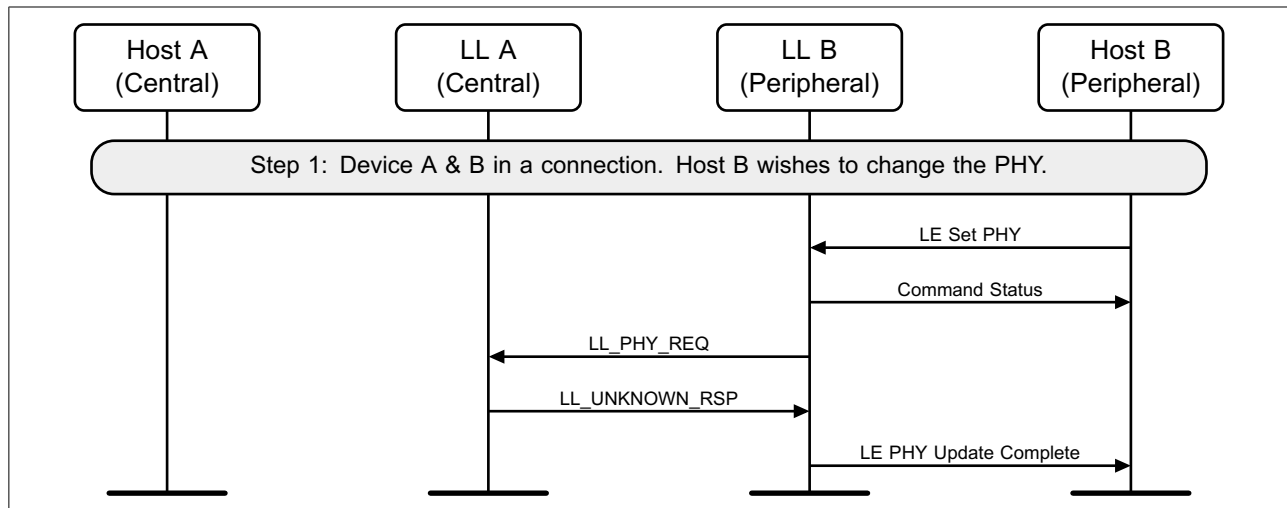 Host A
(Central)
LL A
(Central)
LL B
(Peripheral)
Host B
(Peripheral)
Step 1: Device A & B in a connection. Host B wishes to change the PHY.
LE Set PHY
Command Status
LL_PHY_REQ
LL_UNKNOWN_RSP
LE PHY Update Complete